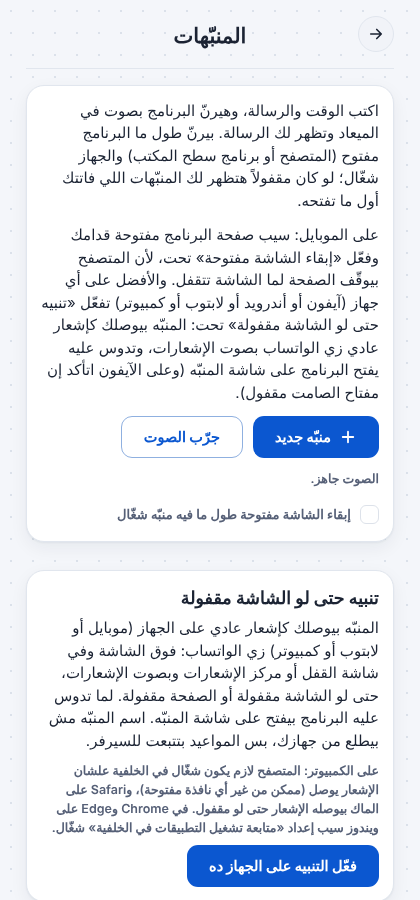 المنبّهات
اكتب الوقت والرسالة، وهيرنّ البرنامج بصوت في
الميعاد وتظهر لك الرسالة. بيرنّ طول ما البرنامج
مفتوح (المتصفح أو برنامج سطح المكتب) والجهاز
شغّال؛ لو كان مقفولاً هتظهر لك المنبّهات اللي فاتتك
أول ما تفتحه.
على الموبايل: سيب صفحة البرنامج مفتوحة قدامك
وفعّل «إبقاء الشاشة مفتوحة» تحت، لأن المتصفح
بيوقّف الصفحة لما الشاشة تتقفل. والأفضل على أي
جهاز (آيفون أو أندرويد أو لابتوب أو كمبيوتر) تفعّل «تنبيه
حتى لو الشاشة مقفولة» تحت: المنبّه بيوصلك كإشعار
عادي زي الواتساب بصوت الإشعارات، وتدوس عليه
يفتح البرنامج على شاشة المنبّه (وعلى الآيفون اتأكد إن
مفتاح الصامت مقفول).
منبّه جديد
جرّب الصوت
الصوت جاهز.
إبقاء الشاشة مفتوحة طول ما فيه منبّه شغّال
تنبيه حتى لو الشاشة مقفولة
المنبّه بيوصلك كإشعار عادي على الجهاز (موبايل أو
لابتوب أو كمبيوتر) زي الواتساب: فوق الشاشة وفي
شاشة القفل أو مركز الإشعارات وبصوت الإشعارات،
حتى لو الشاشة مقفولة أو الصفحة مقفولة. لما تدوس
عليه البرنامج بيفتح على شاشة المنبّه. اسم المنبّه مش
بيطلع من جهازك، بس المواعيد بتتبعت للسيرفر.
على الكمبيوتر: المتصفح لازم يكون شغّال في الخلفية علشان
الإشعار يوصل (ممكن من غير أي نافذة مفتوحة)، وSafari على
الماك بيوصله الإشعار حتى لو مقفول. في Chrome وEdge على
ويندوز سيب إعداد «متابعة تشغيل التطبيقات في الخلفية» شغّال.
فعّل التنبيه على الجهاز ده